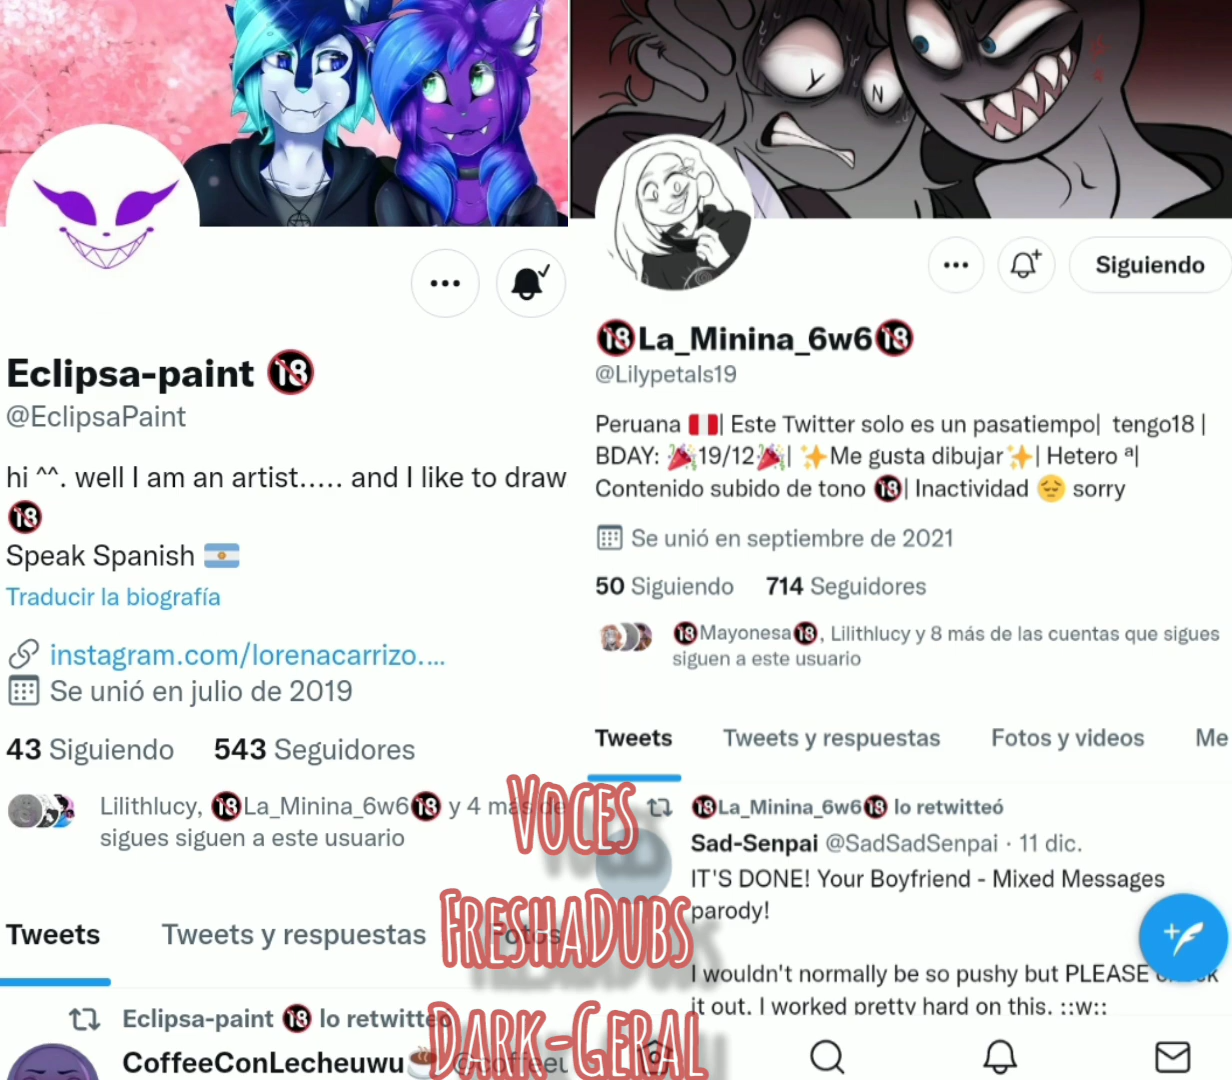 Eclipsa-paint 🔞
@EclipsaPaint
hi ^^. well I am an artist..... and I like to draw
🔞
Speak Spanish 🇦🇷
Traducir la biografía
instagram.com/lorenacarrizo....
Se unió en julio de 2019
43 Siguiendo 543 Seguidores
Lilithlucy, 🔞La_Minina_6w6🔞 y 4 más de
sigues siguen a este usuario
Tweets Tweets y respuestas Fotos
Eclipsa-paint 🔞 lo retwitteó
CoffeeConLecheuwu☕
Y N
Siguiendo
🔞La_Minina_6w6🔞
@Lilypetals19
Peruana 🇵🇪| Este Twitter solo es un pasatiempo| tengo18 |
BDAY: 🎉19/12🎉| ✨Me gusta dibujar✨| Hetero ª|
Contenido subido de tono 🔞| Inactividad 😔 sorry
Se unió en septiembre de 2021
50 Siguiendo 714 Seguidores
🔞Mayonesa🔞, Lilithlucy y 8 más de las cuentas que sigues
siguen a este usuario
Tweets Tweets y respuestas Fotos y videos Me
🔞La_Minina_6w6🔞 lo retwitteó
Sad-Senpai @SadSadSenpai · 11 dic.
IT'S DONE! Your Boyfriend - Mixed Messages
parody!
I wouldn't normally be so pushy but PLEASE
it out. I worked pretty hard on this. ::w::
Voces
FreshaDubs
Dark-Geral